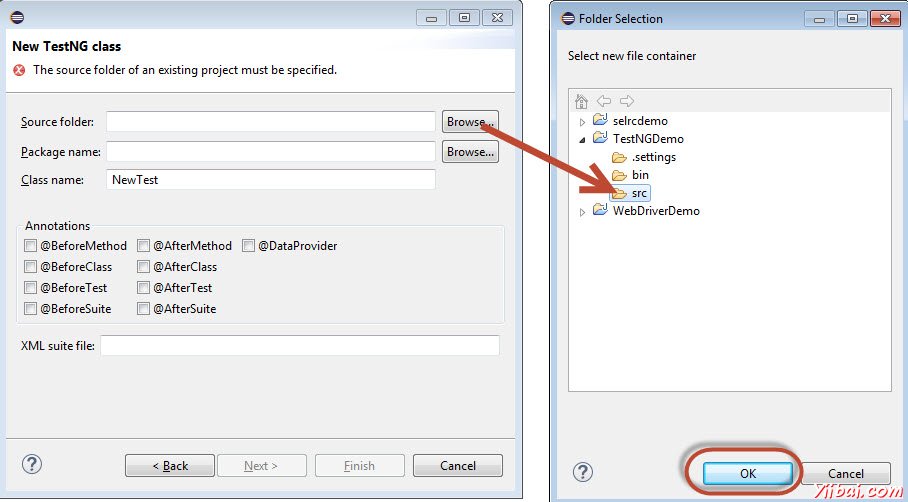 New TestNG class
The source folder of an existing project must be specified.
Source folder:
Browse...
Package name:
Browse...
Class name:
NewTest
Annotations
@BeforeMethod @AfterMethod @DataProvider
@BeforeClass @AfterClass
@BeforeTest @AfterTest
@BeforeSuite @AfterSuite
XML suite file:
< Back
Next >
Finish
Cancel
Folder Selection
Select new file container
selrcdemo
TestNGDemo
.settings
bin
src
WebDriverDemo
OK
Cancel
Yiibai.com